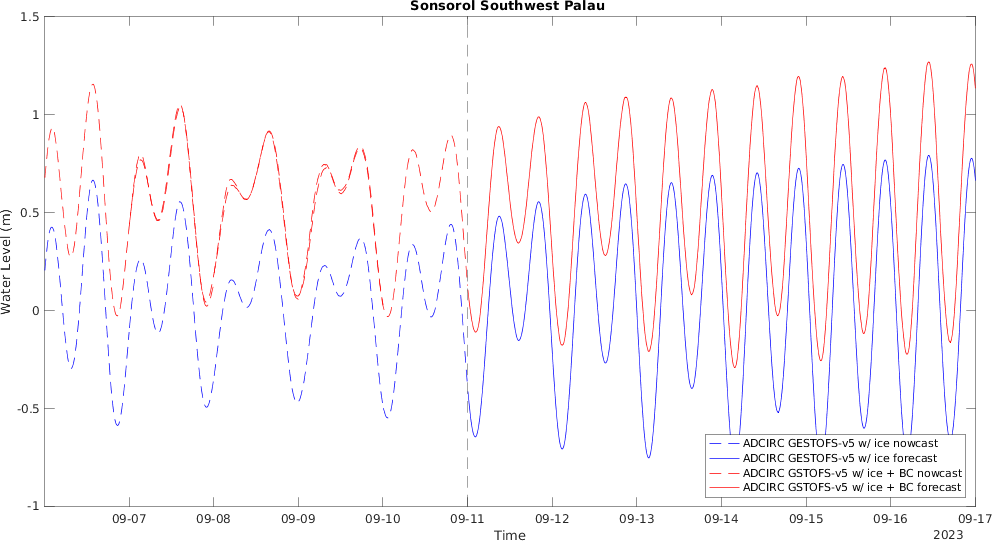 Sonsorol Southwest Palau
1.5
1
0.5
0
-0.5
-1
Water Level (m)
09-07 09-08 09-09 09-10 09-11 09-12 09-13 09-14 09-15 09-16 09-17
Time
2023
ADCIRC GESTOFS-v5 w/ ice nowcast
ADCIRC GESTOFS-v5 w/ ice forecast
ADCIRC GSTOFS-v5 w/ ice + BC nowcast
ADCIRC GSTOFS-v5 w/ ice + BC forecast